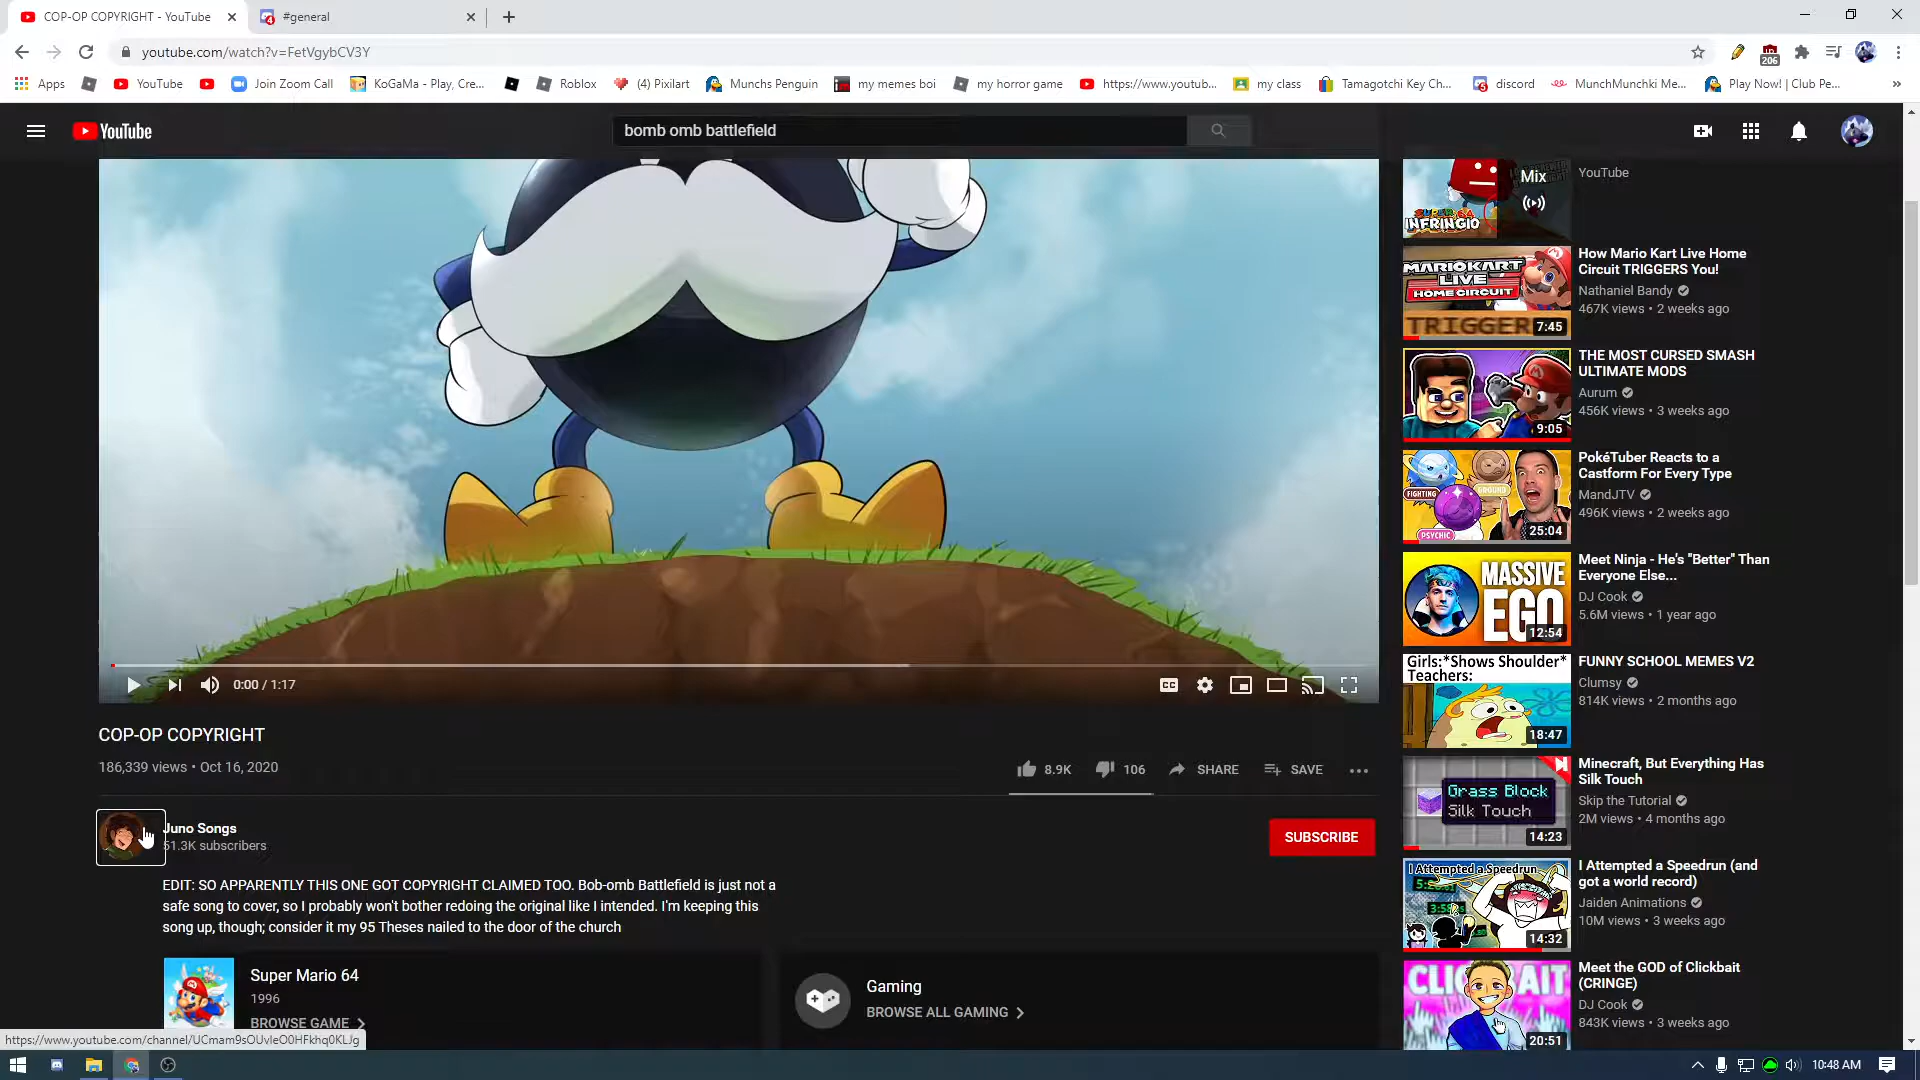 COP-OP COPYRIGHT - YouTube
#general
youtube.com/watch?v=FetVgybCV3Y
206
Apps
YouTube
Join Zoom Call
KoGaMa - Play, Cre...
Roblox
(4) Pixilart
Munchs Penguin
my memes boi
my horror game
https://www.youtub...
my class
Tamagotchi Key Ch...
discord
MunchMunchki Me...
Play Now! | Club Pe...
YouTube
bomb omb battlefield
0:00 / 1:17
CC
COP-OP COPYRIGHT
186,339 views • Oct 16, 2020
8.9K
106
SHARE
SAVE
Juno Songs
51.3K subscribers
SUBSCRIBE
EDIT: SO APPARENTLY THIS ONE GOT COPYRIGHT CLAIMED TOO. Bob-omb Battlefield is just not a
safe song to cover, so I probably won't bother redoing the original like I intended. I'm keeping this
song up, though; consider it my 95 Theses nailed to the door of the church
Super Mario 64
1996
BROWSE GAME
Gaming
BROWSE ALL GAMING
SUPER 64
INFRINGIO
Mix
YouTube
MARIOKART
LIVE
HOME CIRCUIT
TRIGGER
7:45
How Mario Kart Live Home
Circuit TRIGGERS You!
Nathaniel Bandy
467K views • 2 weeks ago
9:05
THE MOST CURSED SMASH
ULTIMATE MODS
Aurum
456K views • 3 weeks ago
FIGHTING
GROUND
PSYCHIC
25:04
PokéTuber Reacts to a
Castform For Every Type
MandJTV
496K views • 2 weeks ago
MASSIVE
EGO
12:54
Meet Ninja - He's "Better" Than
Everyone Else...
DJ Cook
5.6M views • 1 year ago
Girls:*Shows Shoulder*
Teachers:
18:47
FUNNY SCHOOL MEMES V2
Clumsy
814K views • 2 months ago
Grass Block
Silk Touch
14:23
Minecraft, But Everything Has
Silk Touch
Skip the Tutorial
2M views • 4 months ago
I Attempted a Speedrun
14:32
I Attempted a Speedrun (and
got a world record)
Jaiden Animations
10M views • 3 weeks ago
20:51
Meet the GOD of Clickbait
(CRINGE)
DJ Cook
843K views • 3 weeks ago
https://www.youtube.com/channel/UCmam9sOUvleO0HFkhq0KLJg
10:48 AM